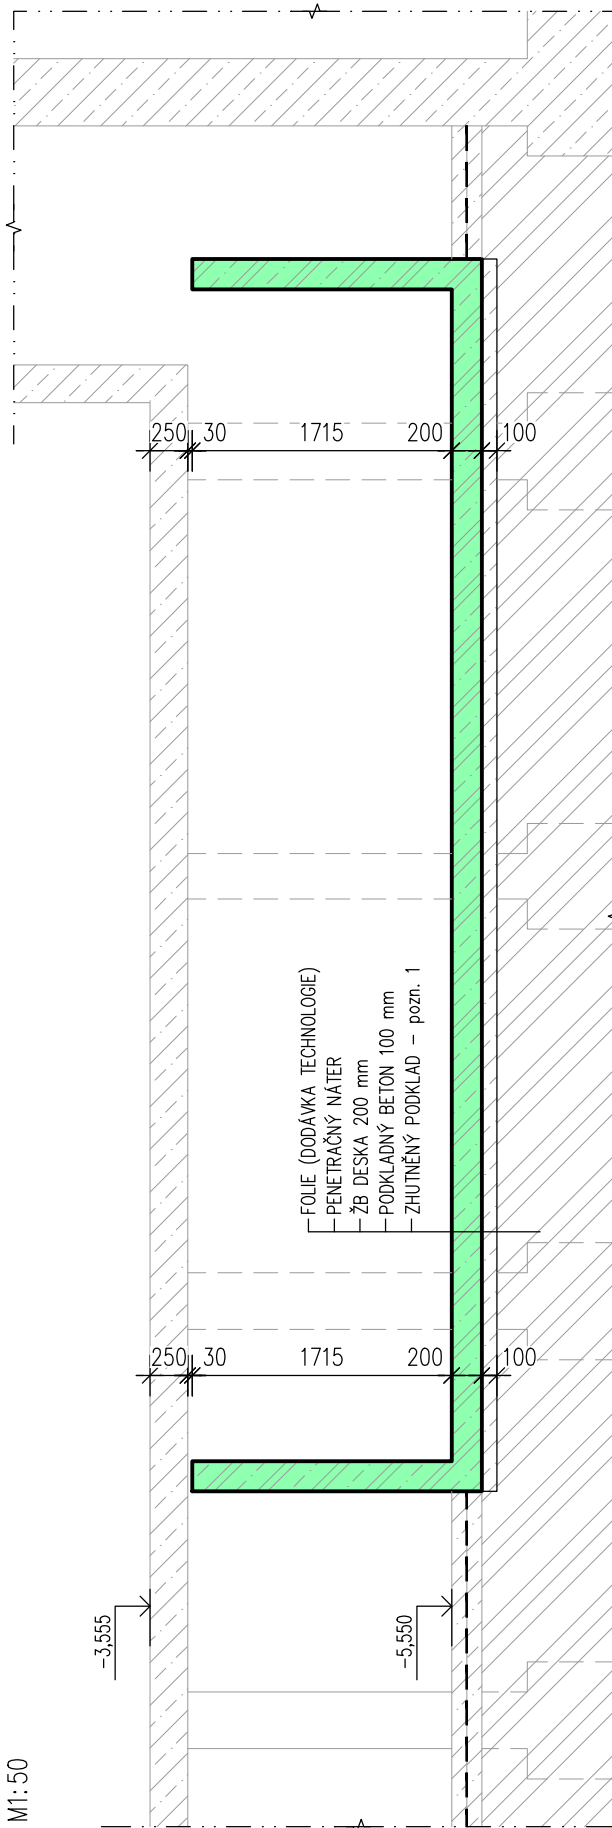 250
30
1715
200
100
FOLIE (DODÁVKA TECHNOLOGIE)
PENETRAČNÝ NÁTER
ŽB DESKA 200 mm
PODKLADNÝ BETON 100 mm
ZHUTNĚNÝ PODKLAD – pozn. 1
250
30
1715
200
100
-3,555
-5,550
M1:50